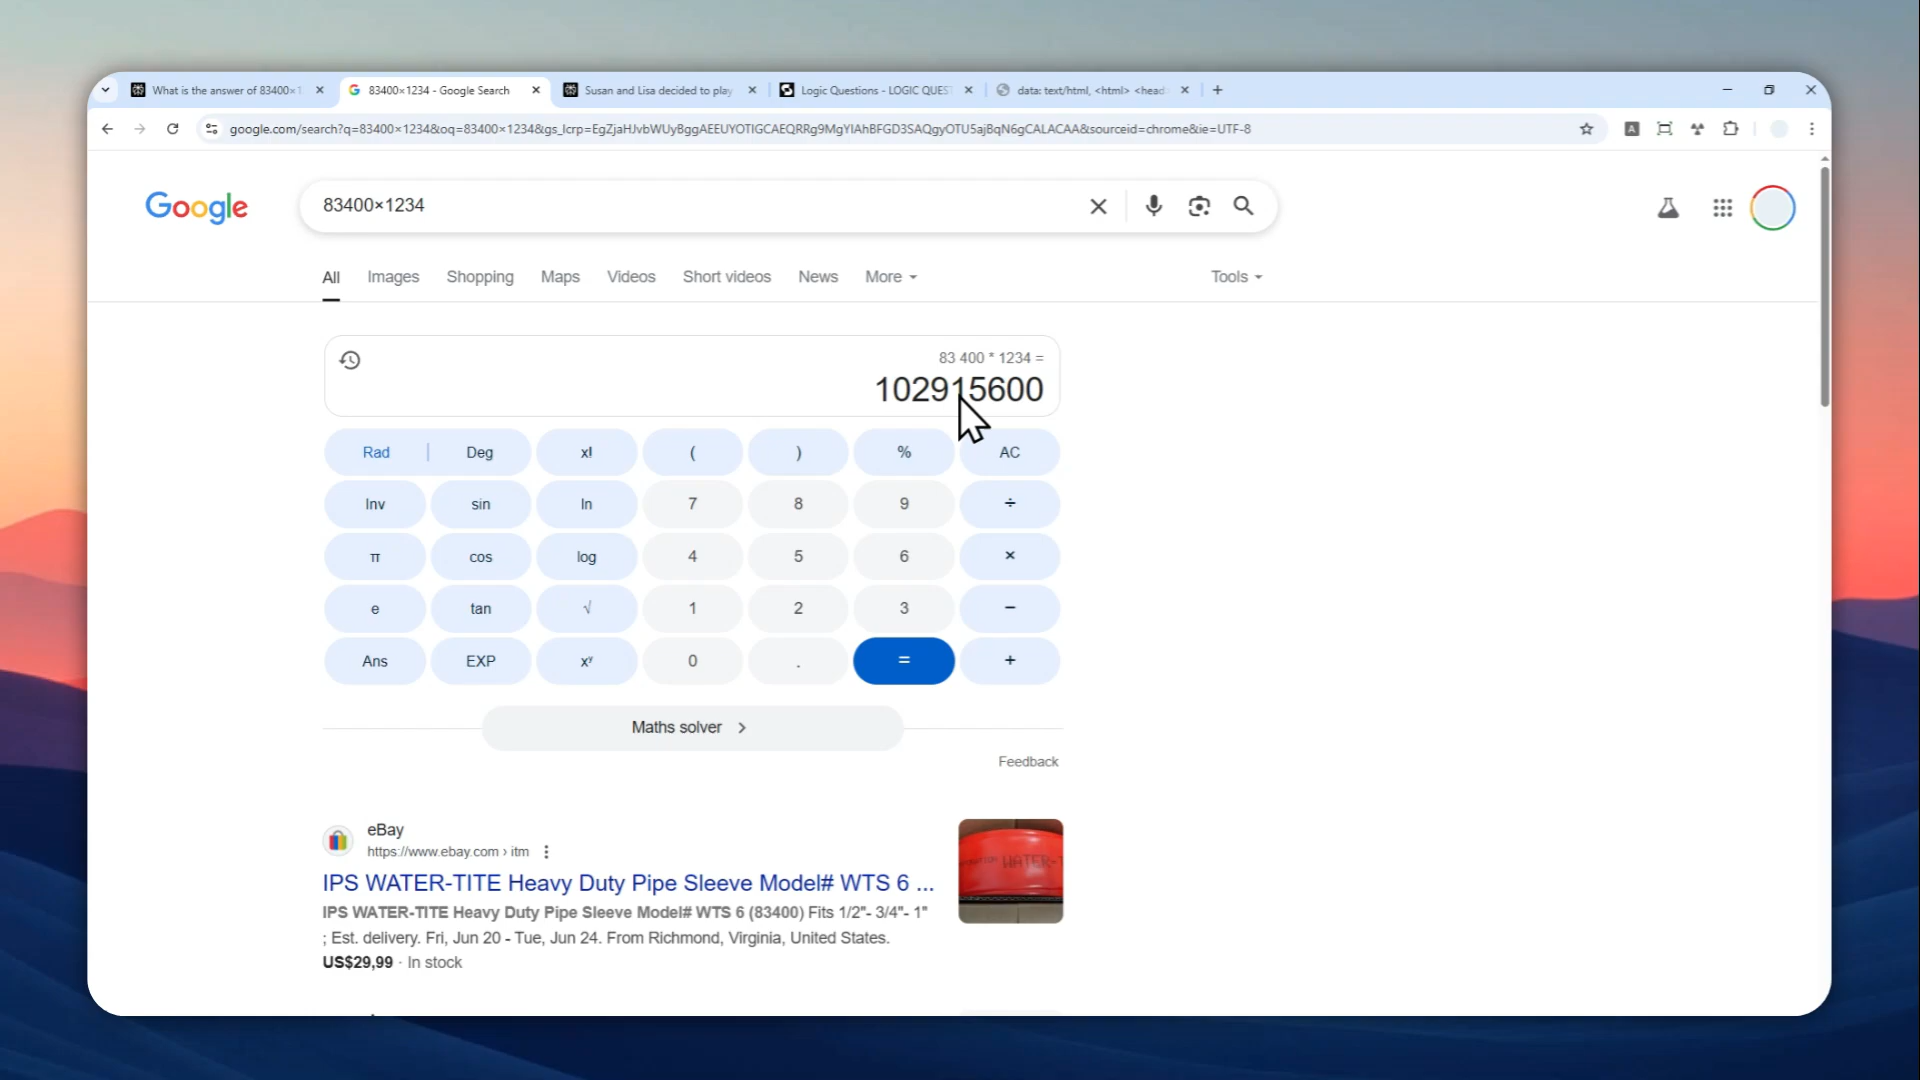 What is the answer of 83400×1
83400×1234 - Google Search
Susan and Lisa decided to play
Logic Questions - LOGIC QUEST
data: text/html, <html> <head>
google.com/search?q=83400×1234&oq=83400×1234&gs_lcrp=EgZjaHJvbWUyBggAEEUYOTIGCAEQRRg9MgYIAhBFGD3SAQgyOTU5ajBqN6gCALACAA&sourceid=chrome&ie=UTF-8
Google
83400×1234
All
Images
Shopping
Maps
Videos
Short videos
News
More
Tools
83 400 * 1234 =
102915600
Rad | Deg x! ( ) % AC
Inv sin ln 7 8 9 ÷
π cos log 4 5 6 ×
e tan √ 1 2 3 −
Ans EXP xʸ 0 . = +
Maths solver
Feedback
eBay
https://www.ebay.com › itm
IPS WATER-TITE Heavy Duty Pipe Sleeve Model# WTS 6 ...
IPS WATER-TITE Heavy Duty Pipe Sleeve Model# WTS 6 (83400) Fits 1/2"- 3/4"- 1"
; Est. delivery. Fri, Jun 20 - Tue, Jun 24. From Richmond, Virginia, United States.
US$29,99 · In stock